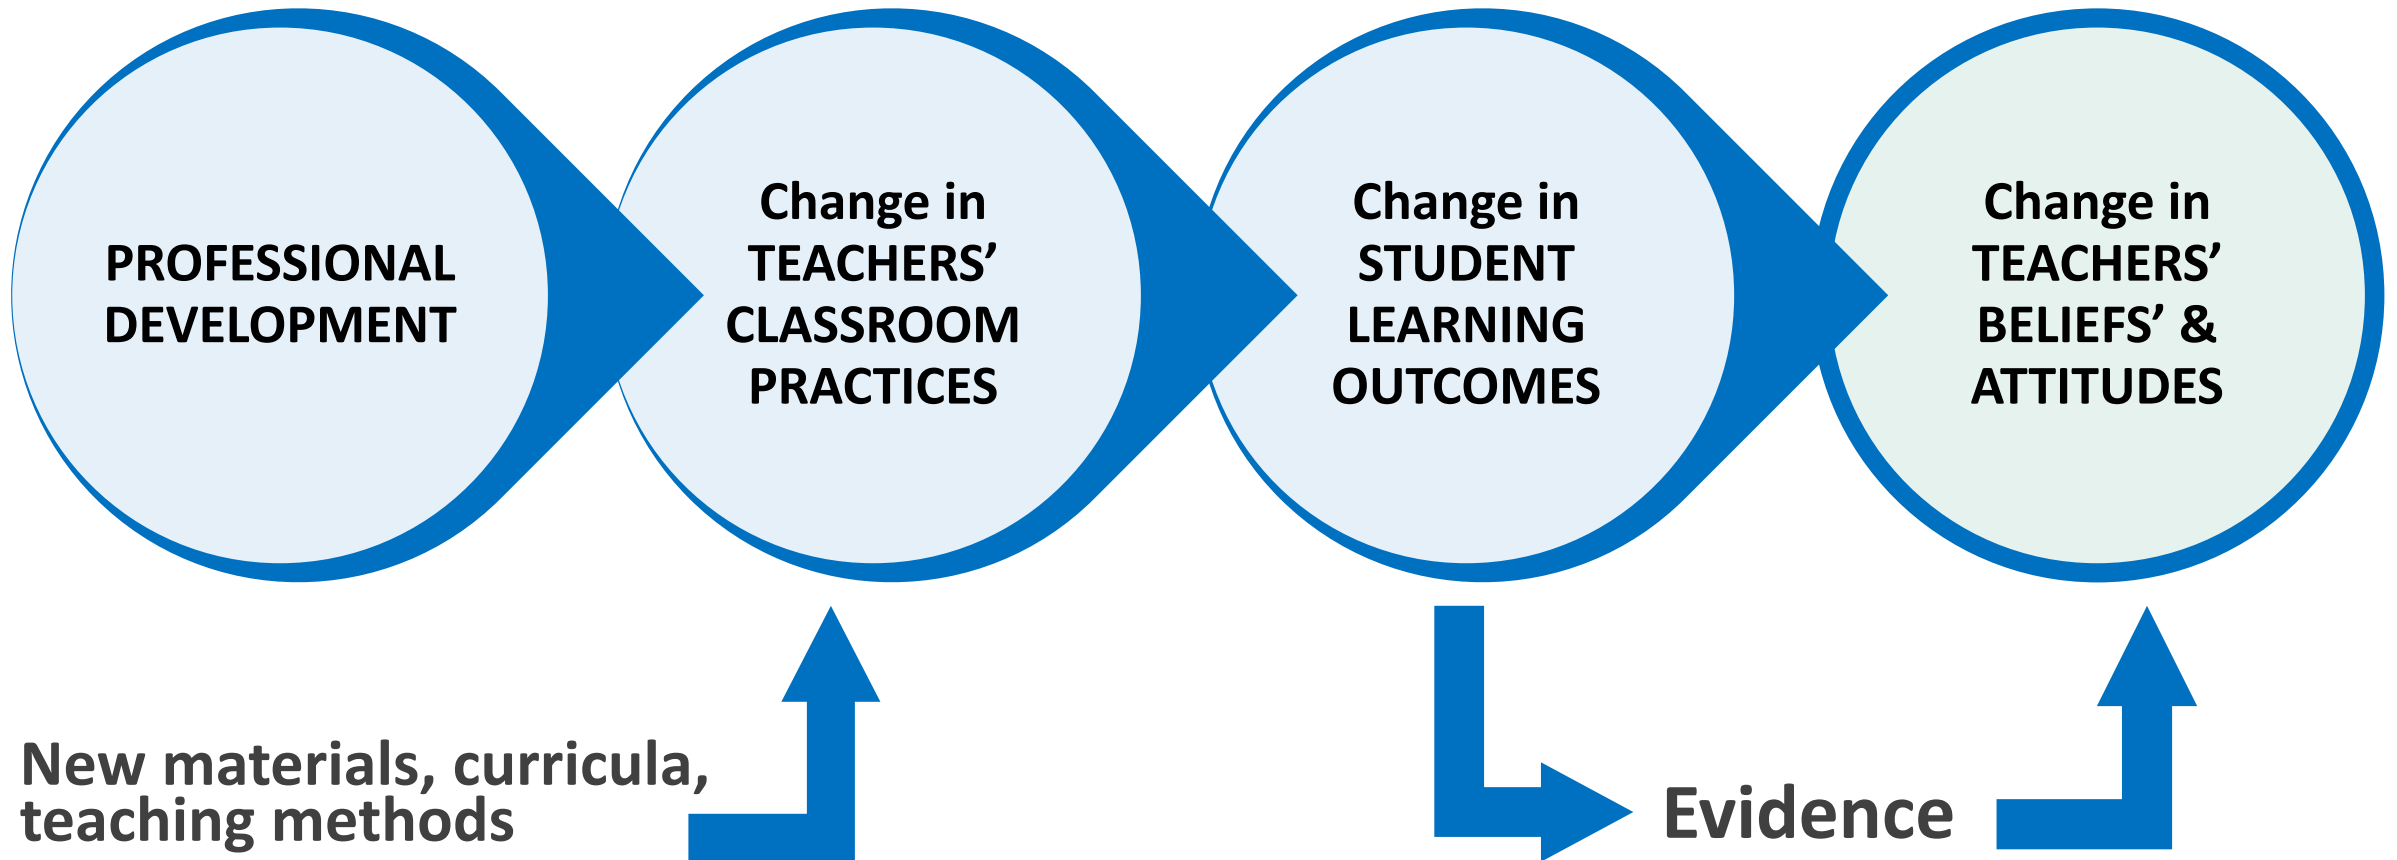 PROFESSIONAL
DEVELOPMENT
Change in
TEACHERS’
CLASSROOM
PRACTICES
Change in
STUDENT
LEARNING
OUTCOMES
Change in
TEACHERS’
BELIEFS’ &
ATTITUDES
New materials, curricula,
teaching methods
Evidence